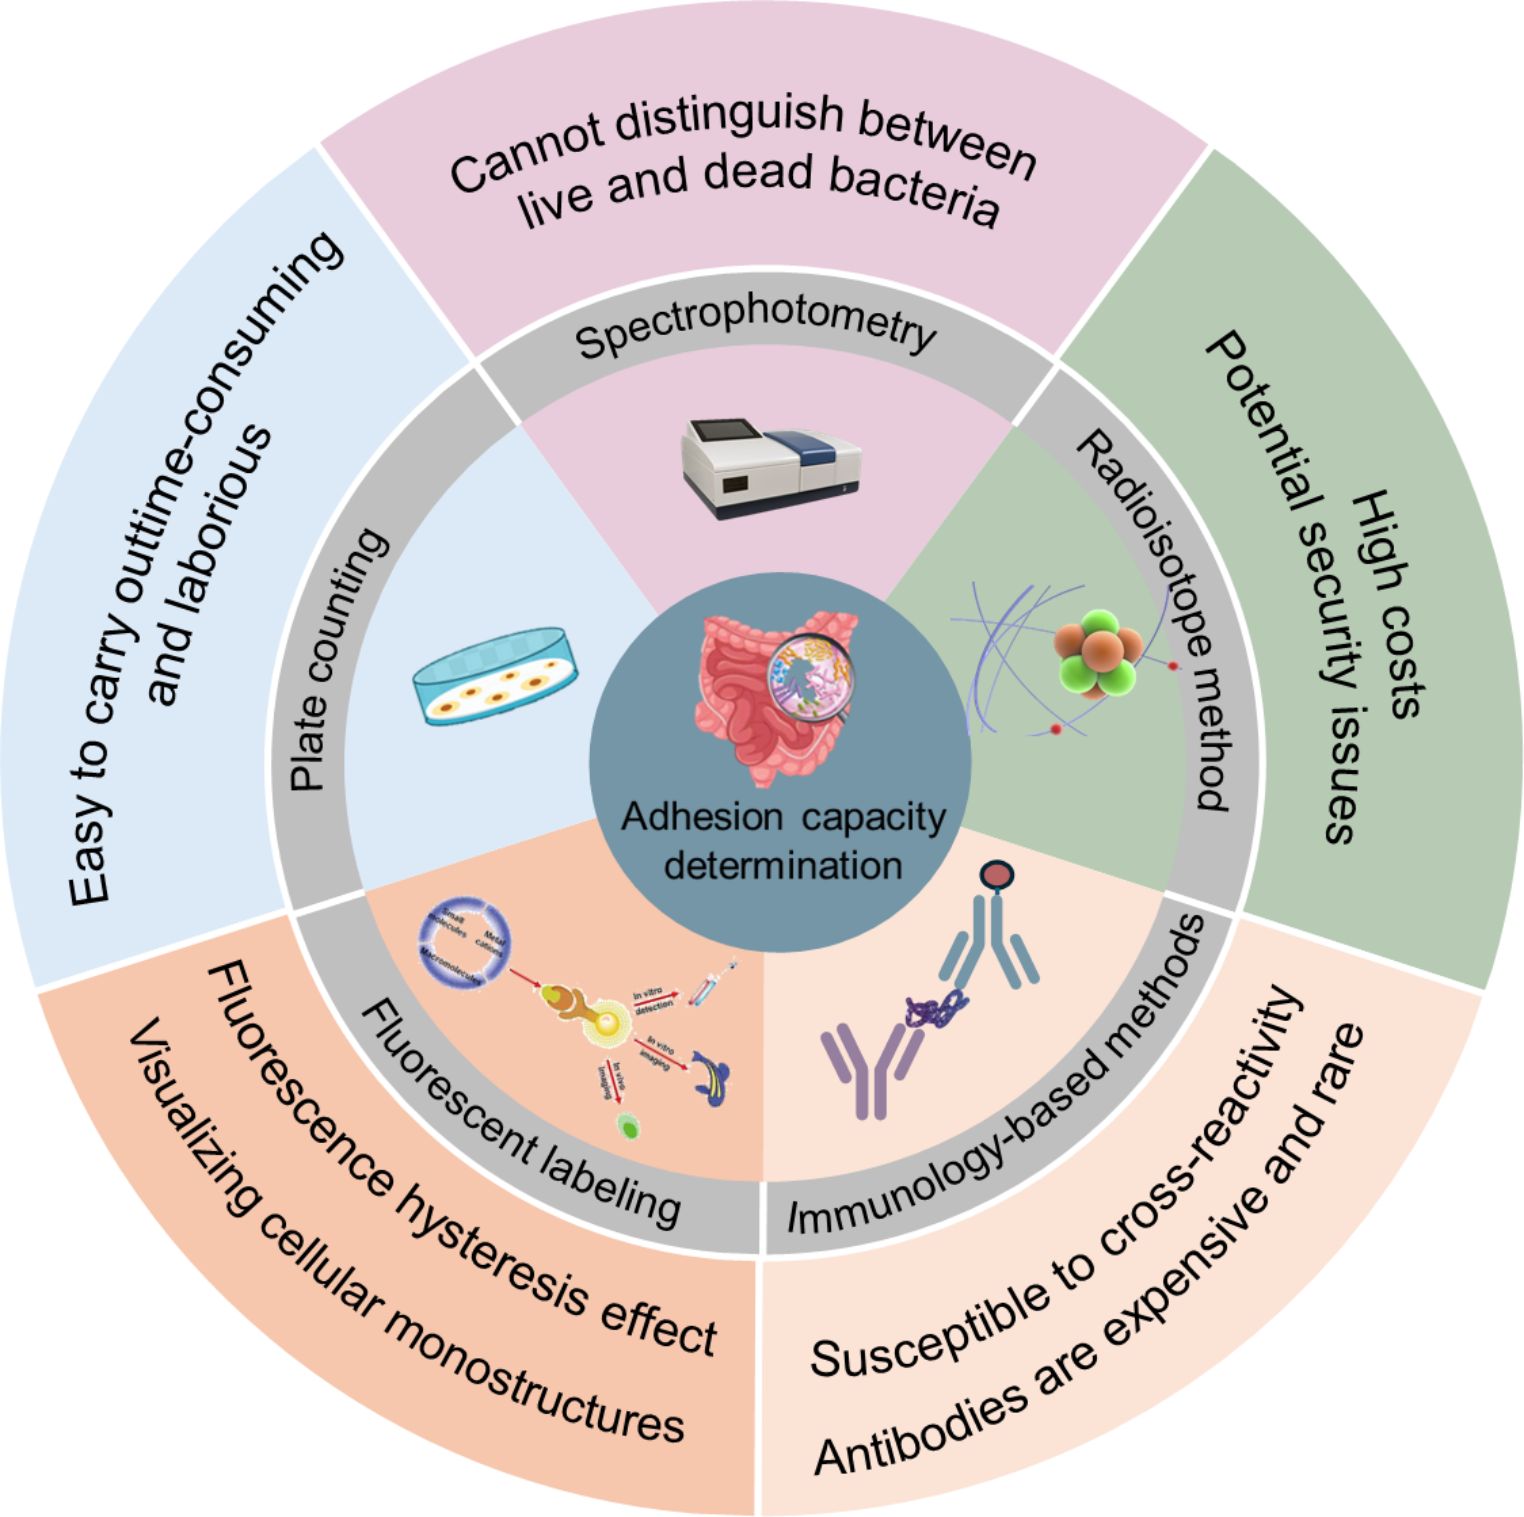 Cannot distinguish between
live and dead bacteria
Spectrophotometry
High costs
Potential security issues
Radioisotope method
Antibodies are expensive and rare
Susceptible to cross-reactivity
Immunology-based methods
Fluorescence hysteresis effect
Visualizing cellular monostructures
Fluorescent labeling
Easy to carry outtime-consuming
and laborious
Plate counting
Adhesion capacity
determination
Small
molecules
Metal
cations
Macromolecules
In vitro
detection
In vitro
imaging
In vivo
imaging